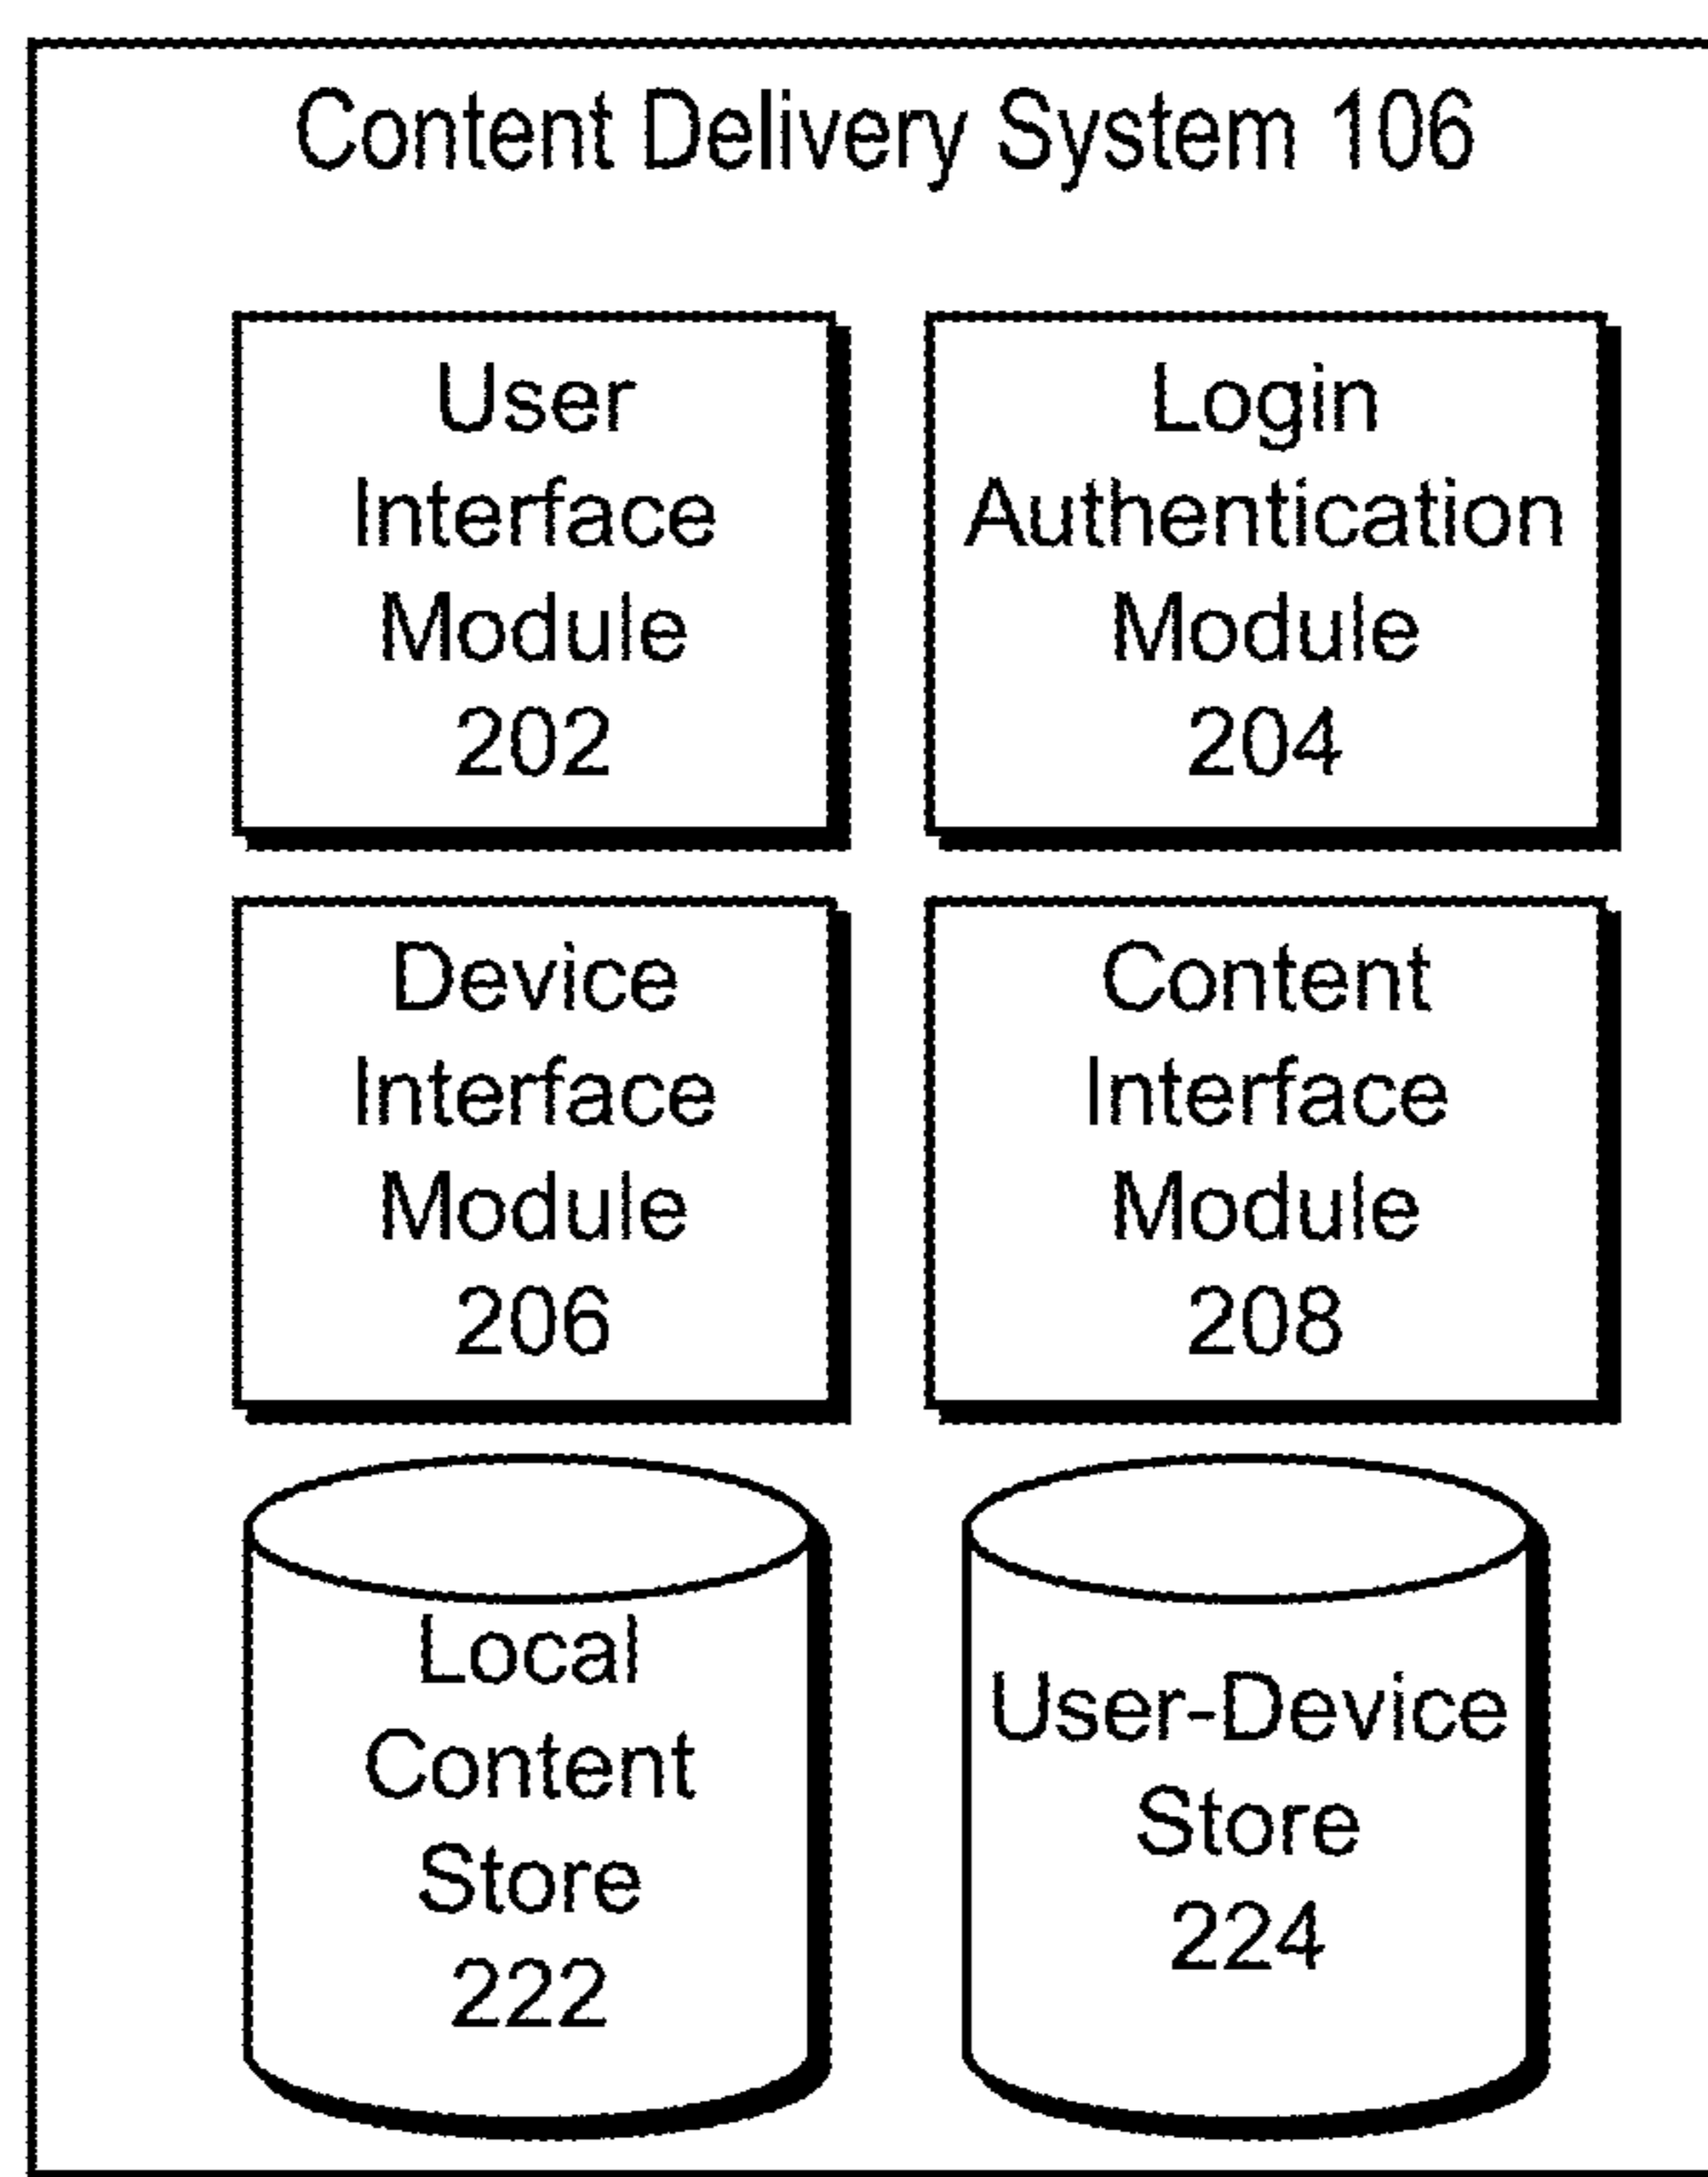 Content Delivery System 106
User
Interface
Module
202
Login
Authentication
Module
204
Device
Interface
Module
206
Content
Interface
Module
208
Local
Content
Store
222
User-Device
Store
224